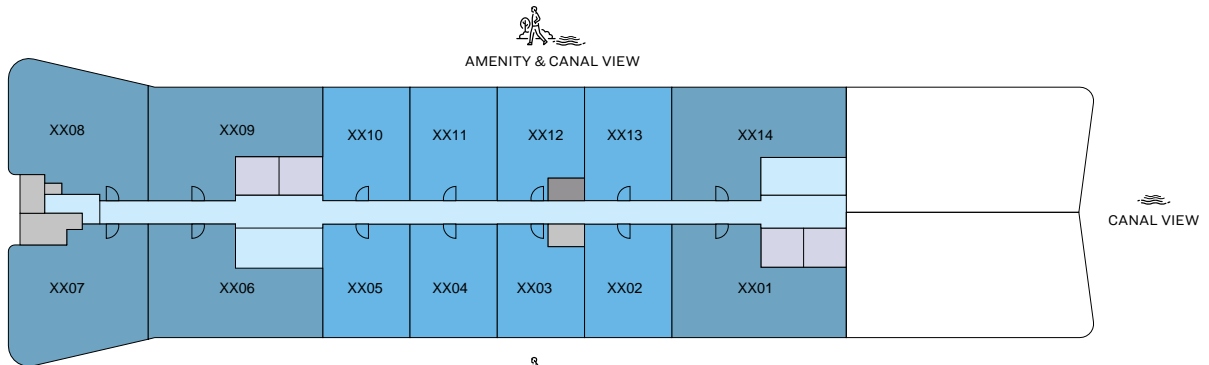 AMENITY & CANAL VIEW
XX08
XX09
XX10
XX11
XX12
XX13
XX14
CANAL VIEW
XX07
XX06
XX05
XX04
XX03
XX02
XX01